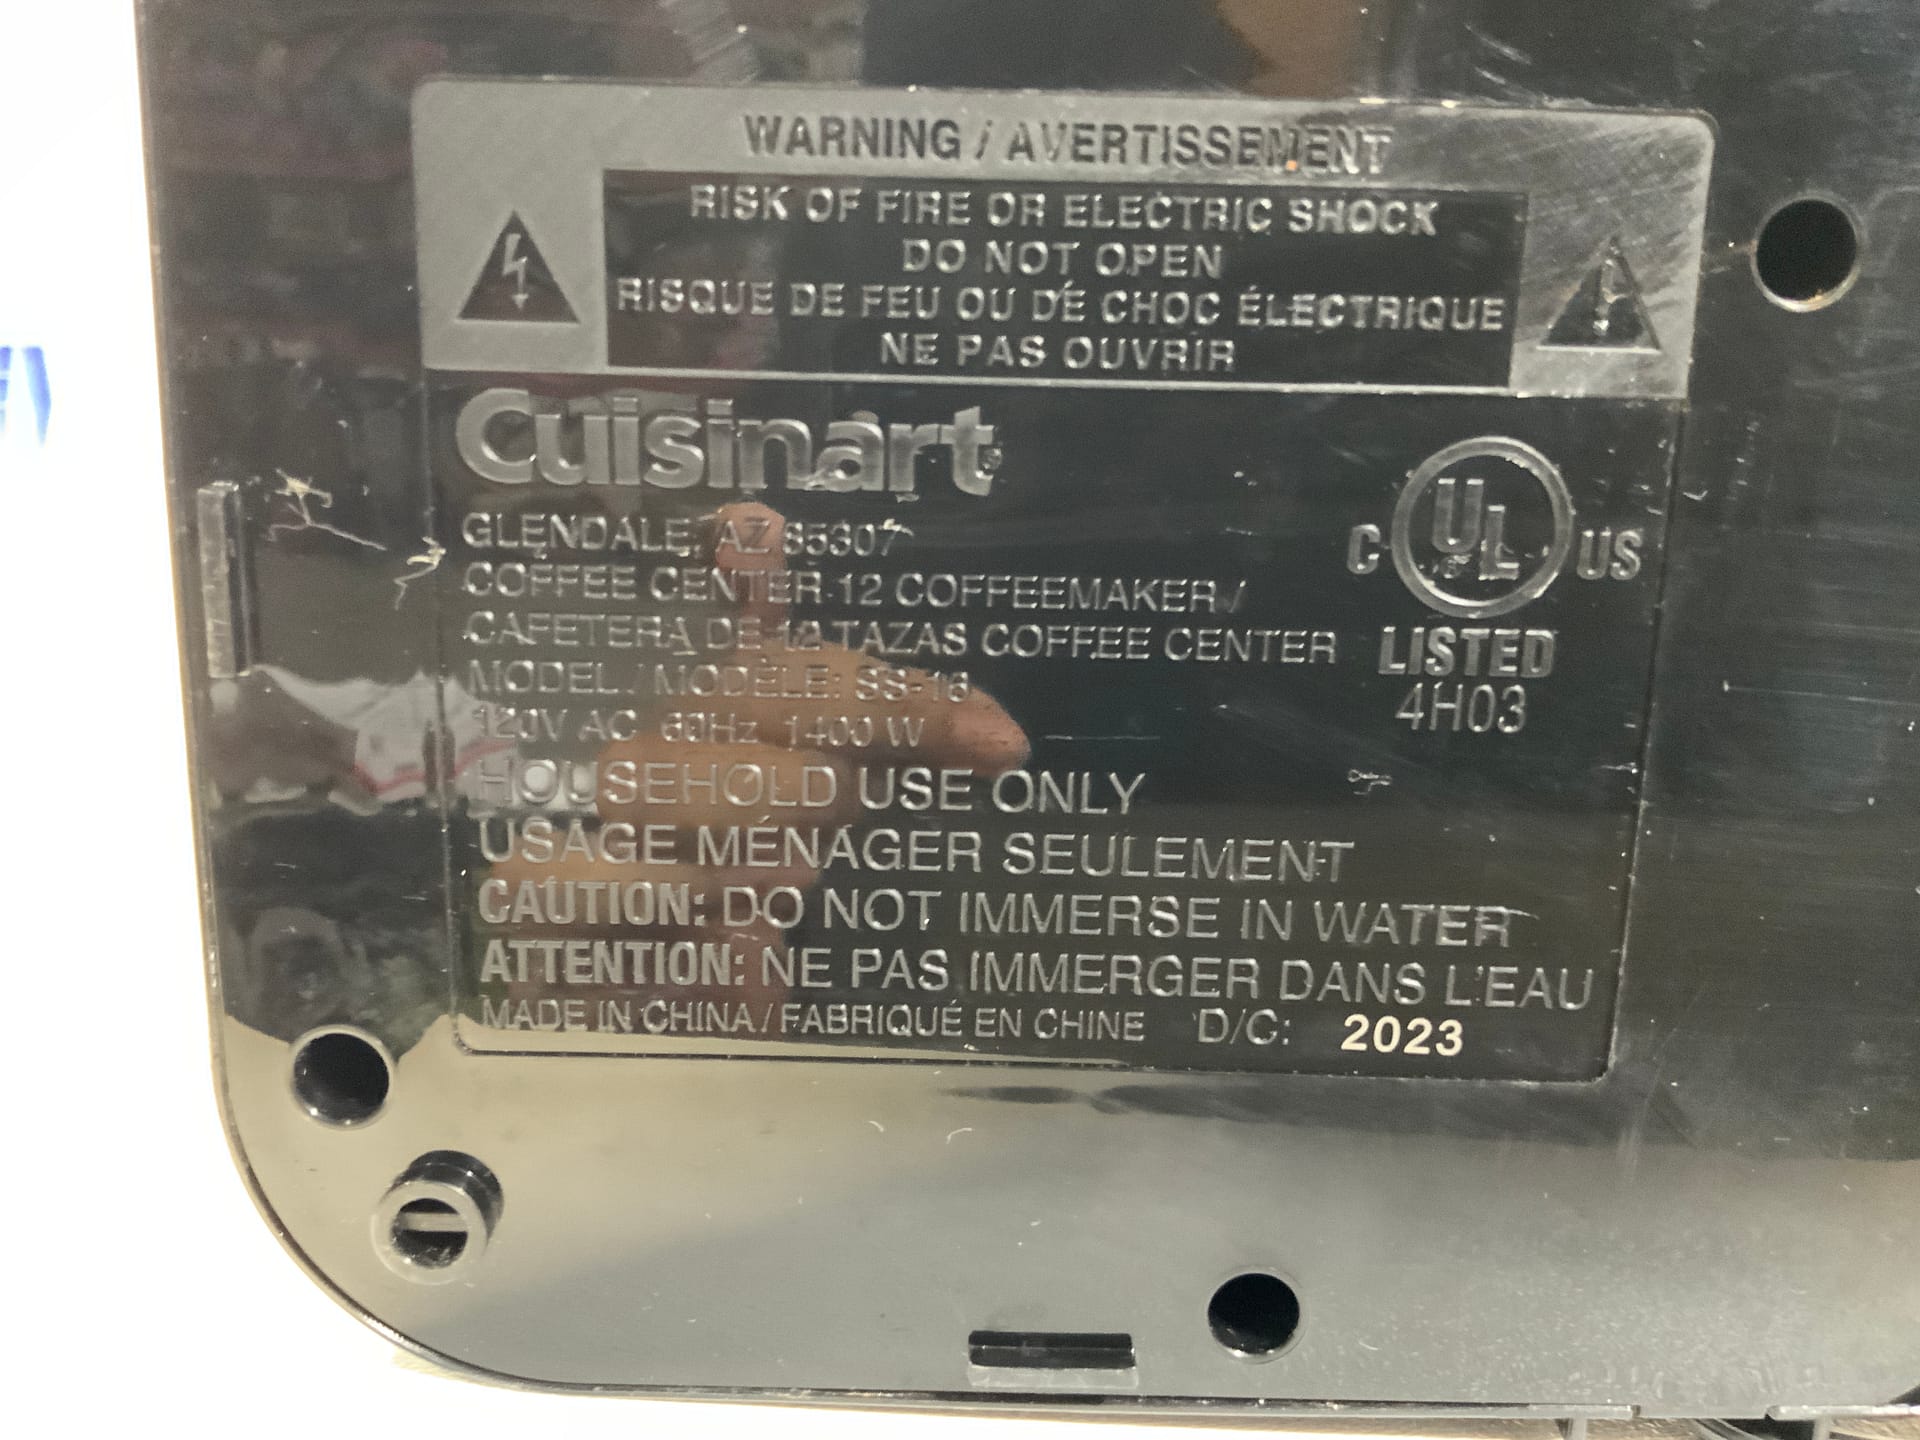 WARNING / AVERTISSEMENT
RISK OF FIRE OR ELECTRIC SHOCK
DO NOT OPEN
RISQUE DE FEU OU DE CHOC ÉLECTRIQUE
NE PAS OUVRIR
Cuisinart®
GLENDALE, AZ 85307
COFFEE CENTER 12 COFFEEMAKER /
CAFETERA DE 12 TAZAS COFFEE CENTER
MODEL / MODÈLE: SS-16
120V AC 60Hz 1400 W
C UL US
LISTED
4H03
HOUSEHOLD USE ONLY
USAGE MÉNAGER SEULEMENT
CAUTION: DO NOT IMMERSE IN WATER
ATTENTION: NE PAS IMMERGER DANS L'EAU
MADE IN CHINA / FABRIQUÉ EN CHINE D/C: 2023